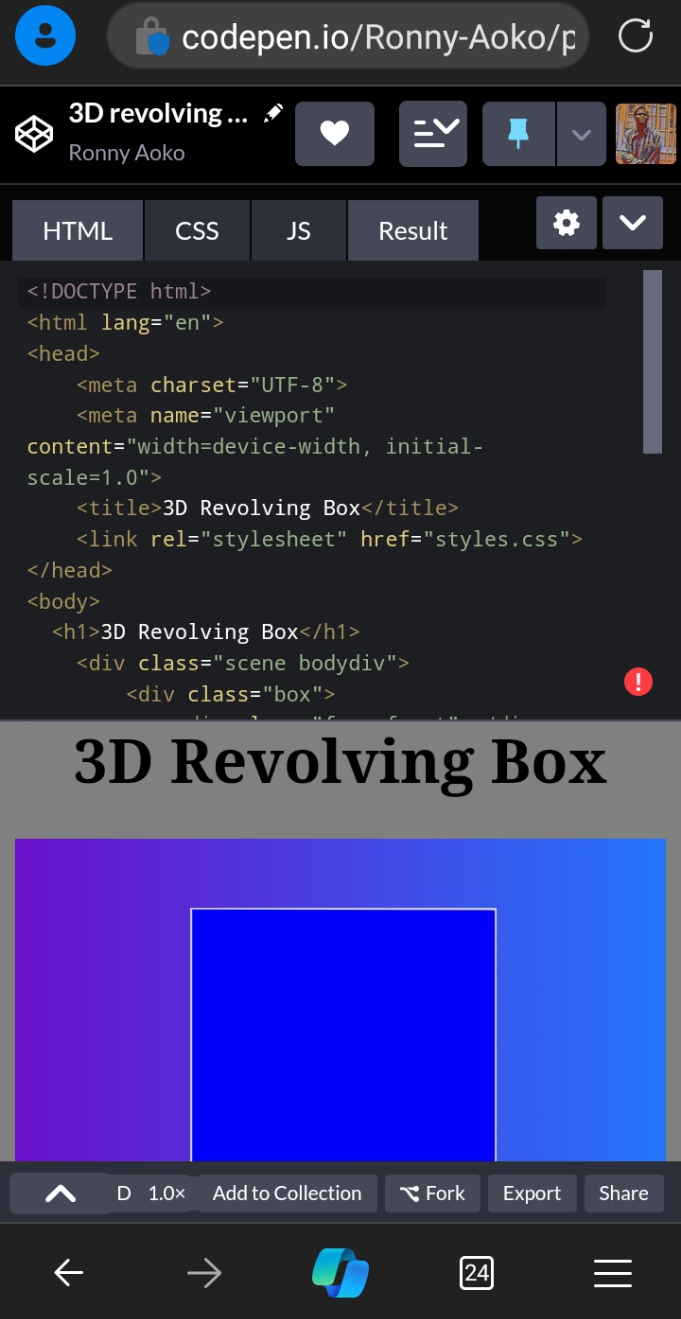 codepen.io/Ronny-Aoko/p
3D revolving ...
Ronny Aoko
HTML CSS JS Result
<!DOCTYPE html>
<html lang="en">
<head>
<meta charset="UTF-8">
<meta name="viewport"
content="width=device-width, initial-
scale=1.0">
<title>3D Revolving Box</title>
<link rel="stylesheet" href="styles.css">
</head>
<body>
<h1>3D Revolving Box</h1>
<div class="scene bodydiv">
<div class="box">
3D Revolving Box
D 1.0× Add to Collection Fork Export Share
24